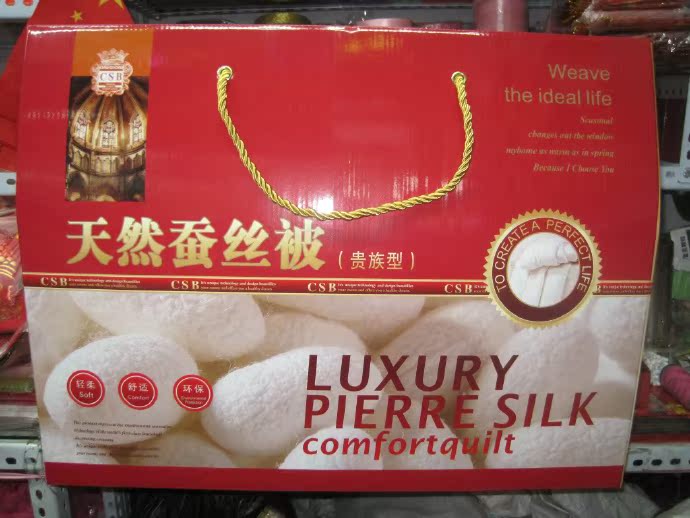 CSB
Weave
the ideal life
Seasonal
changes out the window
myhome as warm as in spring
Because I Choose You
天然蚕丝被（贵族型）
TO CREATE A PERFECT LIFE
CSB
CSB
CSB
轻柔
Soft
舒适
Comfort
环保
LUXURY
PIERRE SILK
comfortquilt